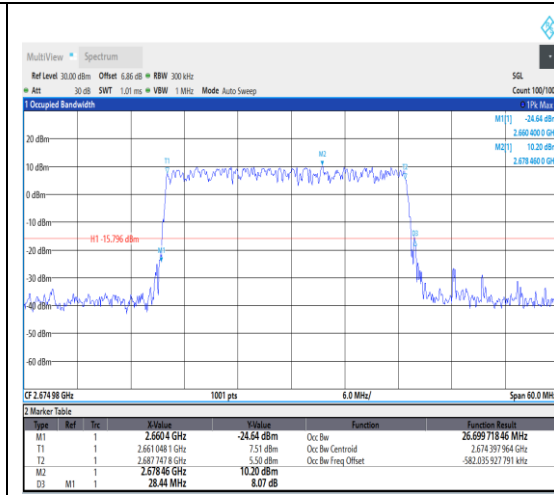 MultiView Spectrum
Ref Level 30.00 dBm Offset 6.86 dB RBW 300 kHz SGL
Att 30 dB SWT 1.01 ms VBW 1 MHz Mode Auto Sweep Count 100/100
1 Occupied Bandwidth 1Pk Max
M1[1] -24.64 dBm
2.660 400 0 GHz
M2[1] 10.20 dBm
2.678 460 0 GHz
20 dBm
10 dBm
0 dBm
-10 dBm
H1 -15.796 dBm
-20 dBm
-30 dBm
-40 dBm
-50 dBm
-60 dBm
T1
M2
T2
D3
M1
CF 2.674 98 GHz 1001 pts 6.0 MHz/ Span 60.0 MHz
2 Marker Table
Type Ref Trc X-Value Y-Value Function Function Result
M1 1 2.6604 GHz -24.64 dBm Occ Bw 26.699 718 46 MHz
T1 1 2.661 048 1 GHz 7.51 dBm Occ Bw Centroid 2.674 397 964 GHz
T2 1 2.687 747 8 GHz 5.50 dBm Occ Bw Freq Offset -582.035 927 791 kHz
M2 1 2.678 46 GHz 10.20 dBm
D3 M1 1 28.44 MHz 8.07 dB